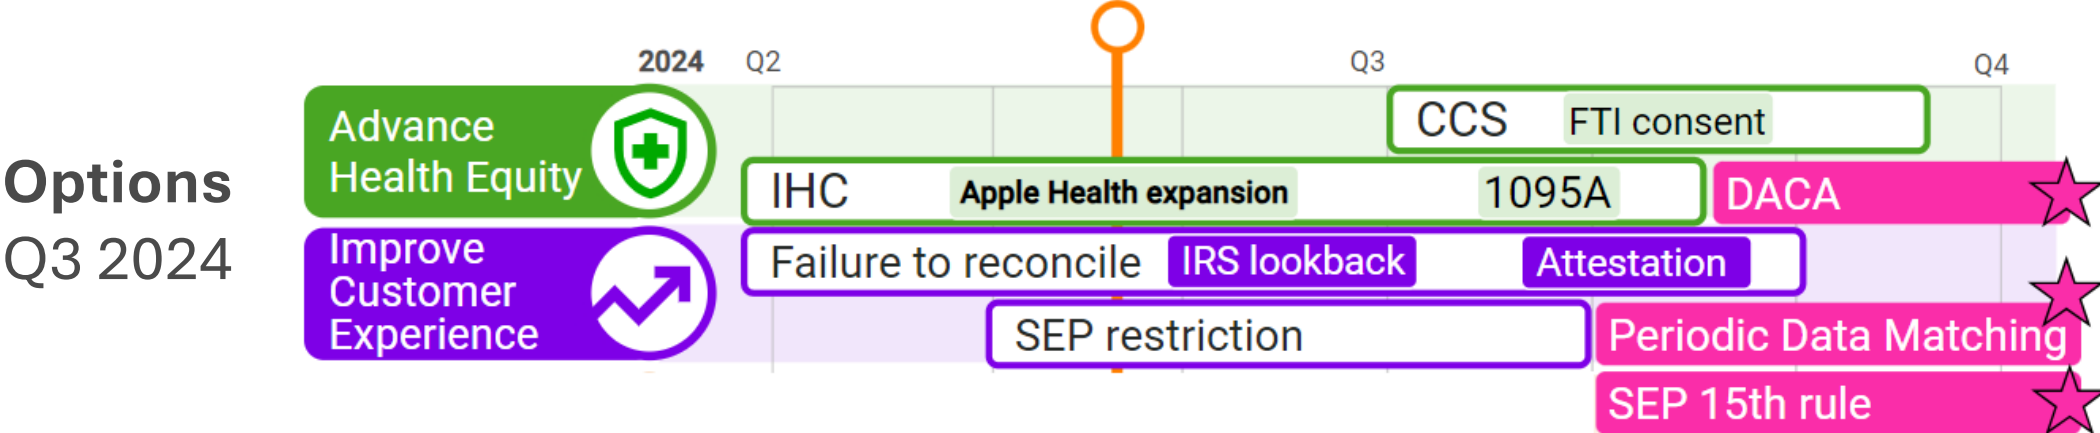 2024 Q2 Q3 Q4
Options
Q3 2024
Advance
Health Equity
CCS FTI consent
IHC Apple Health expansion 1095A DACA
Improve
Customer
Experience
Failure to reconcile IRS lookback Attestation
SEP restriction Periodic Data Matching
SEP 15th rule